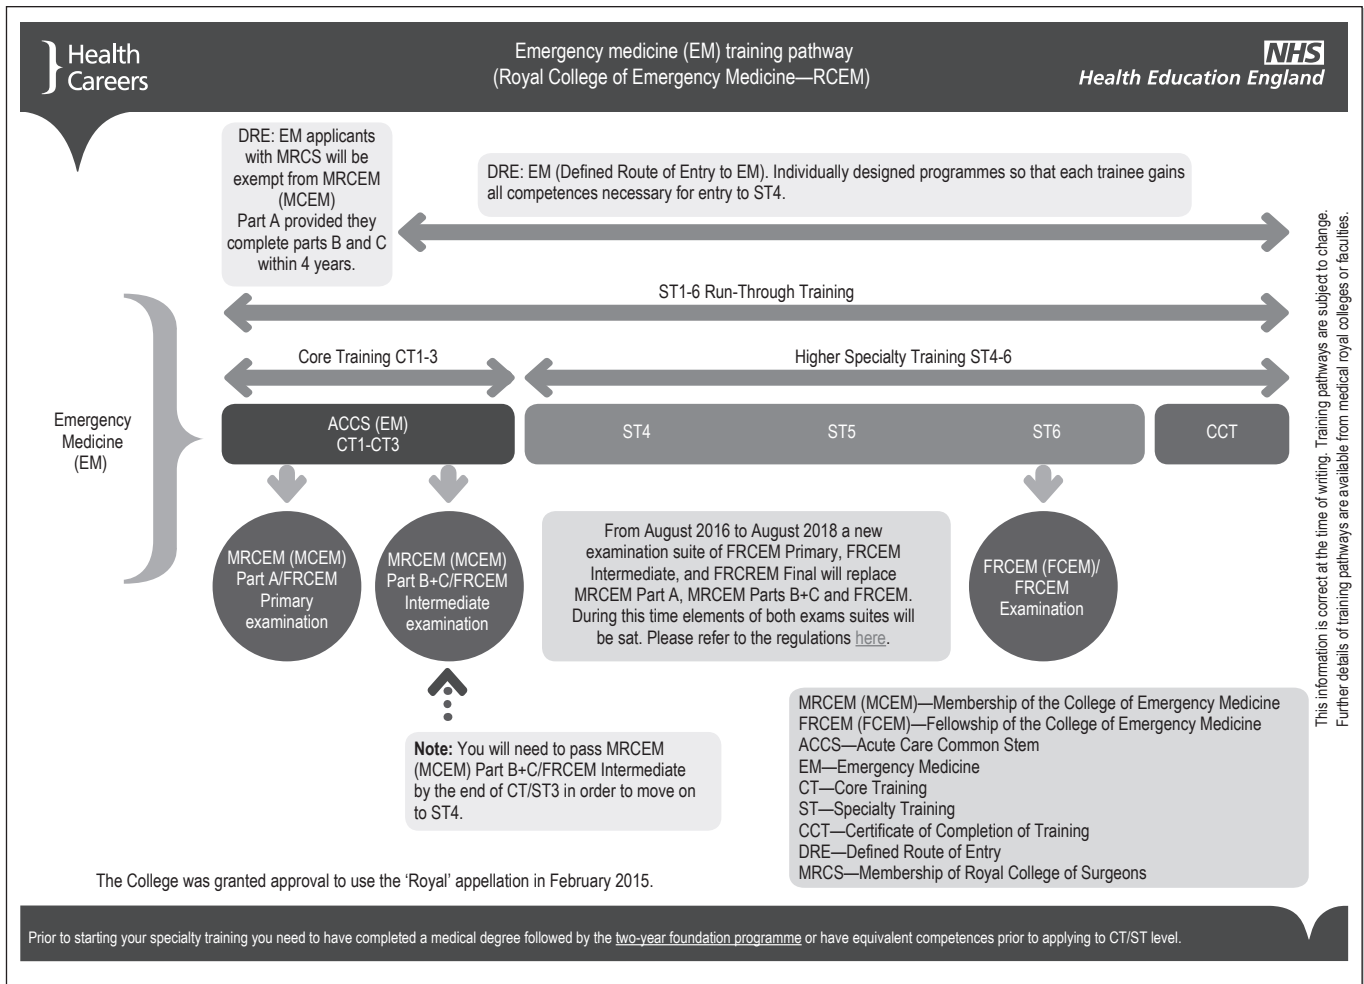 Health
Careers
Emergency medicine (EM) training pathway
(Royal College of Emergency Medicine—RCEM)
NHS
Health Education England
DRE: EM applicants
with MRCS will be
exempt from MRCEM
(MCEM)
Part A provided they
complete parts B and C
within 4 years.
DRE: EM (Defined Route of Entry to EM). Individually designed programmes so that each trainee gains
all competences necessary for entry to ST4.
ST1-6 Run-Through Training
Core Training CT1-3
Higher Specialty Training ST4-6
Emergency
Medicine
(EM)
ACCS (EM)
CT1-CT3
ST4
ST5
ST6
CCT
MRCEM (MCEM)
Part A/FRCEM
Primary
examination
MRCEM (MCEM)
Part B+C/FRCEM
Intermediate
examination
From August 2016 to August 2018 a new
examination suite of FRCEM Primary, FRCEM
Intermediate, and FRCREM Final will replace
MRCEM Part A, MRCEM Parts B+C and FRCEM.
During this time elements of both exams suites will
be sat. Please refer to the regulations here.
FRCEM (FCEM)/
FRCEM
Examination
Note: You will need to pass MRCEM
(MCEM) Part B+C/FRCEM Intermediate
by the end of CT/ST3 in order to move on
to ST4.
MRCEM (MCEM)—Membership of the College of Emergency Medicine
FRCEM (FCEM)—Fellowship of the College of Emergency Medicine
ACCS—Acute Care Common Stem
EM—Emergency Medicine
CT—Core Training
ST—Specialty Training
CCT—Certificate of Completion of Training
DRE—Defined Route of Entry
MRCS—Membership of Royal College of Surgeons
This information is correct at the time of writing. Training pathways are subject to change.
Further details of training pathways are available from medical royal colleges or faculties.
The College was granted approval to use the ‘Royal’ appellation in February 2015.
Prior to starting your specialty training you need to have completed a medical degree followed by the two-year foundation programme or have equivalent competences prior to applying to CT/ST level.